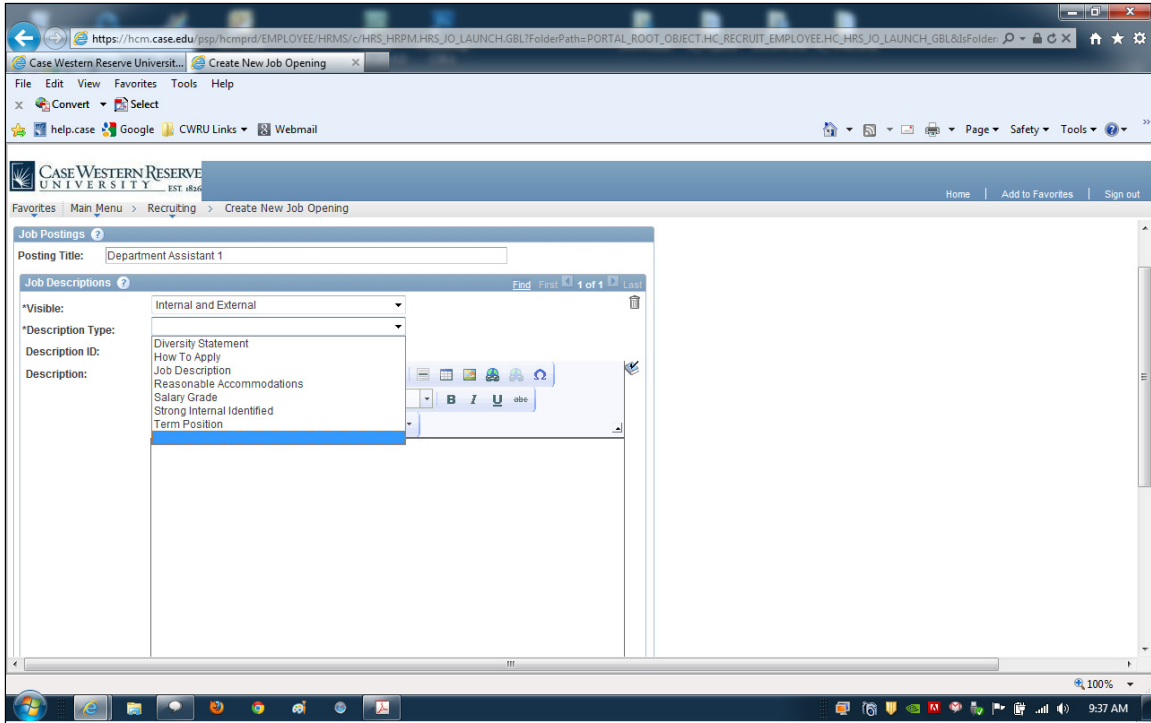 https://hcm.case.edu/psp/hcmprd/EMPLOYEE/HRMS/c/HRS_HRPM.HRS_JO_LAUNCH.GBL?FolderPath=PORTAL_ROOT_OBJECT.HC_RECRUIT_EMPLOYEE.HC_HRS_JO_LAUNCH_GBL&IsFolder
Case Western Reserve Universit... Create New Job Opening
File Edit View Favorites Tools Help
Convert Select
help.case Google CWRU Links Webmail Page Safety Tools
CASE WESTERN RESERVE
UNIVERSITY EST. 1826
Home | Add to Favorites | Sign out
Favorites Main Menu > Recruiting > Create New Job Opening
Job Postings
Posting Title: Department Assistant 1
Job Descriptions Find First 1 of 1 Last
*Visible: Internal and External
*Description Type:
Diversity Statement
Description ID: How To Apply
Job Description
Description: Reasonable Accommodations
Salary Grade
B I U abc
Strong Internal Identified
Term Position
100%
9:37 AM